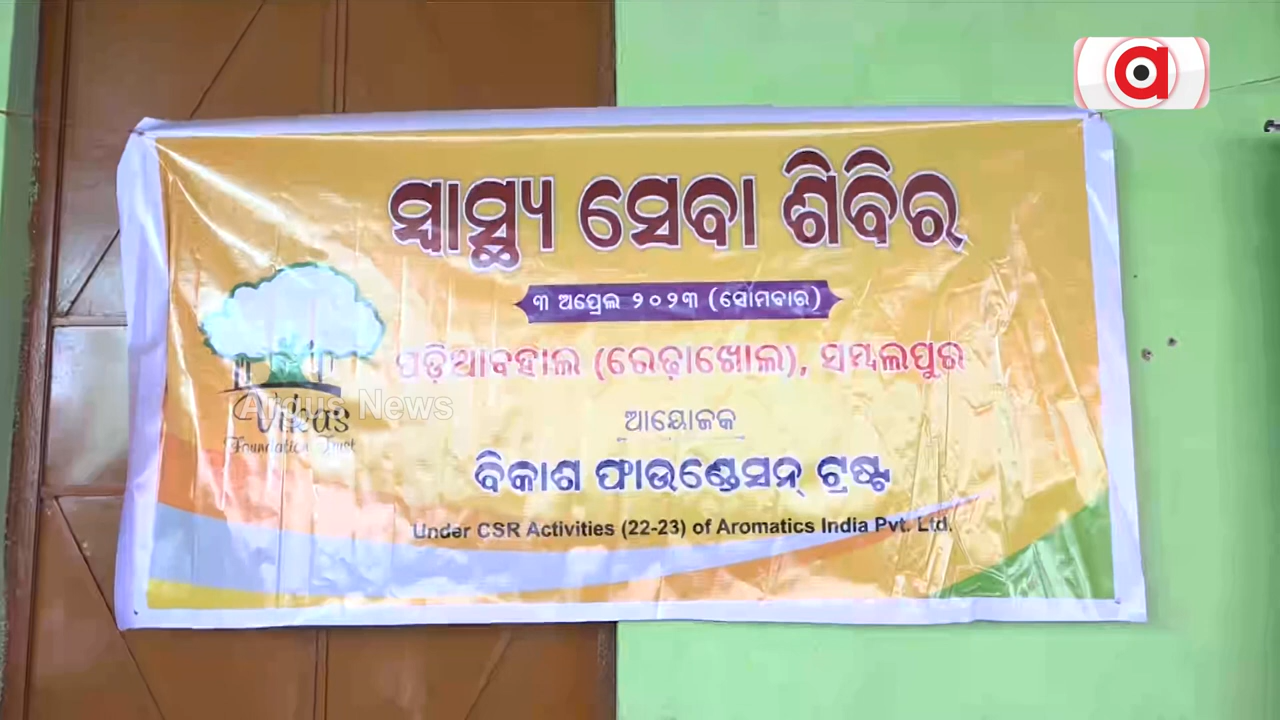 ସ୍ୱାସ୍ଥ୍ୟ ସେବା ଶିବିର
୩ ଅପ୍ରେଲ ୨୦୨୩ (ସୋମବାର)
ପଡ଼ିଆବହାଲ (ରେଢ଼ାଖୋଲ), ସମ୍ବଲପୁର
Argus News
Vikas
Foundation Trust
ଆୟୋଜକ
ବିକାଶ ଫାଉଣ୍ଡେସନ୍ ଟ୍ରଷ୍ଟ
Under CSR Activities (22-23) of Aromatics India Pvt. Ltd.